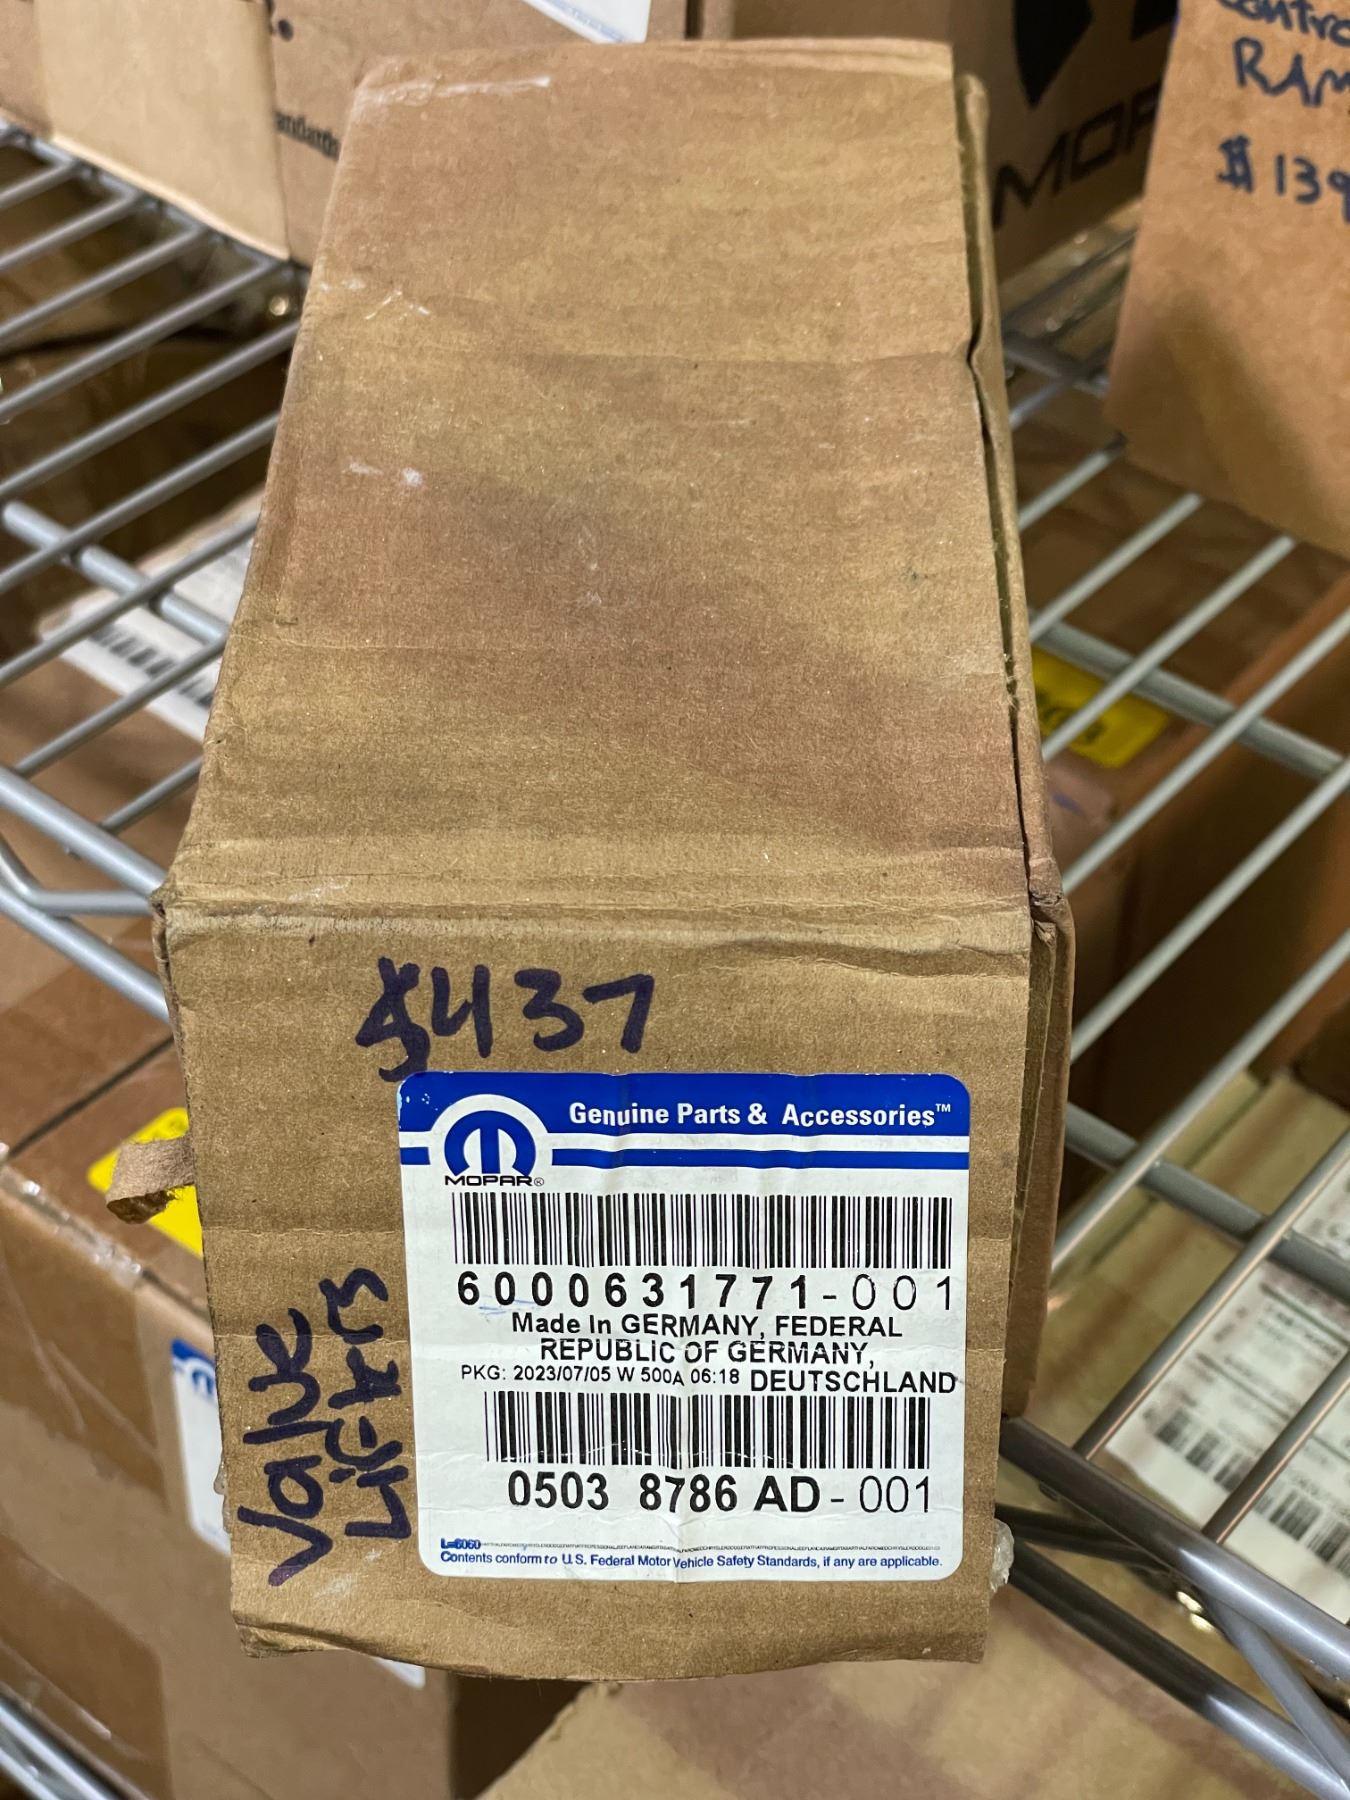 RAM
$139
MOPA
$437
Genuine Parts & Accessories™
MOPAR®
6000631771-001
Made In GERMANY, FEDERAL
REPUBLIC OF GERMANY,
PKG: 2023/07/05 W 500A 06:18 DEUTSCHLAND
0503 8786 AD-001
L=6060
Contents conform to U.S. Federal Motor Vehicle Safety Standards, if any are applicable.
Valve
Lifters